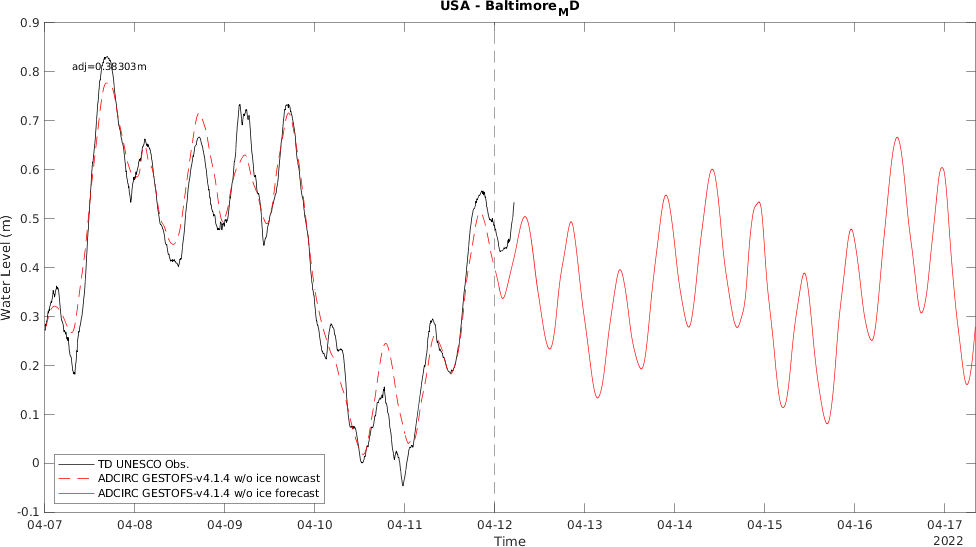 USA - Baltimore_MD
0.9
adj=0.38303m
0.8
0.7
0.6
0.5
Water Level (m)
0.4
0.3
0.2
0.1
0
-0.1
TD UNESCO Obs.
ADCIRC GESTOFS-v4.1.4 w/o ice nowcast
ADCIRC GESTOFS-v4.1.4 w/o ice forecast
04-07 04-08 04-09 04-10 04-11 04-12 04-13 04-14 04-15 04-16 04-17
Time
2022